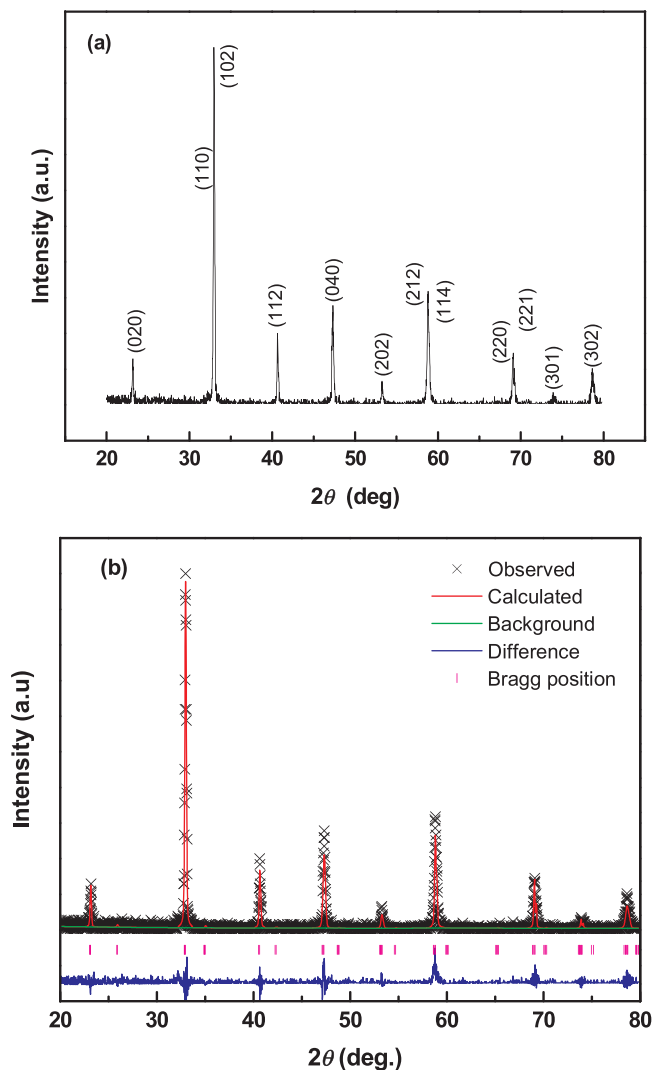 (a)
(102)
(110)
(020)
(112)
(040)
(202)
(212)
(114)
(220)
(221)
(301)
(302)
Intensity (a.u.)
20 30 40 50 60 70 80
2θ (deg)
(b)
Observed
Calculated
Background
Difference
Bragg position
Intensity (a.u)
20 30 40 50 60 70 80
2θ (deg.)